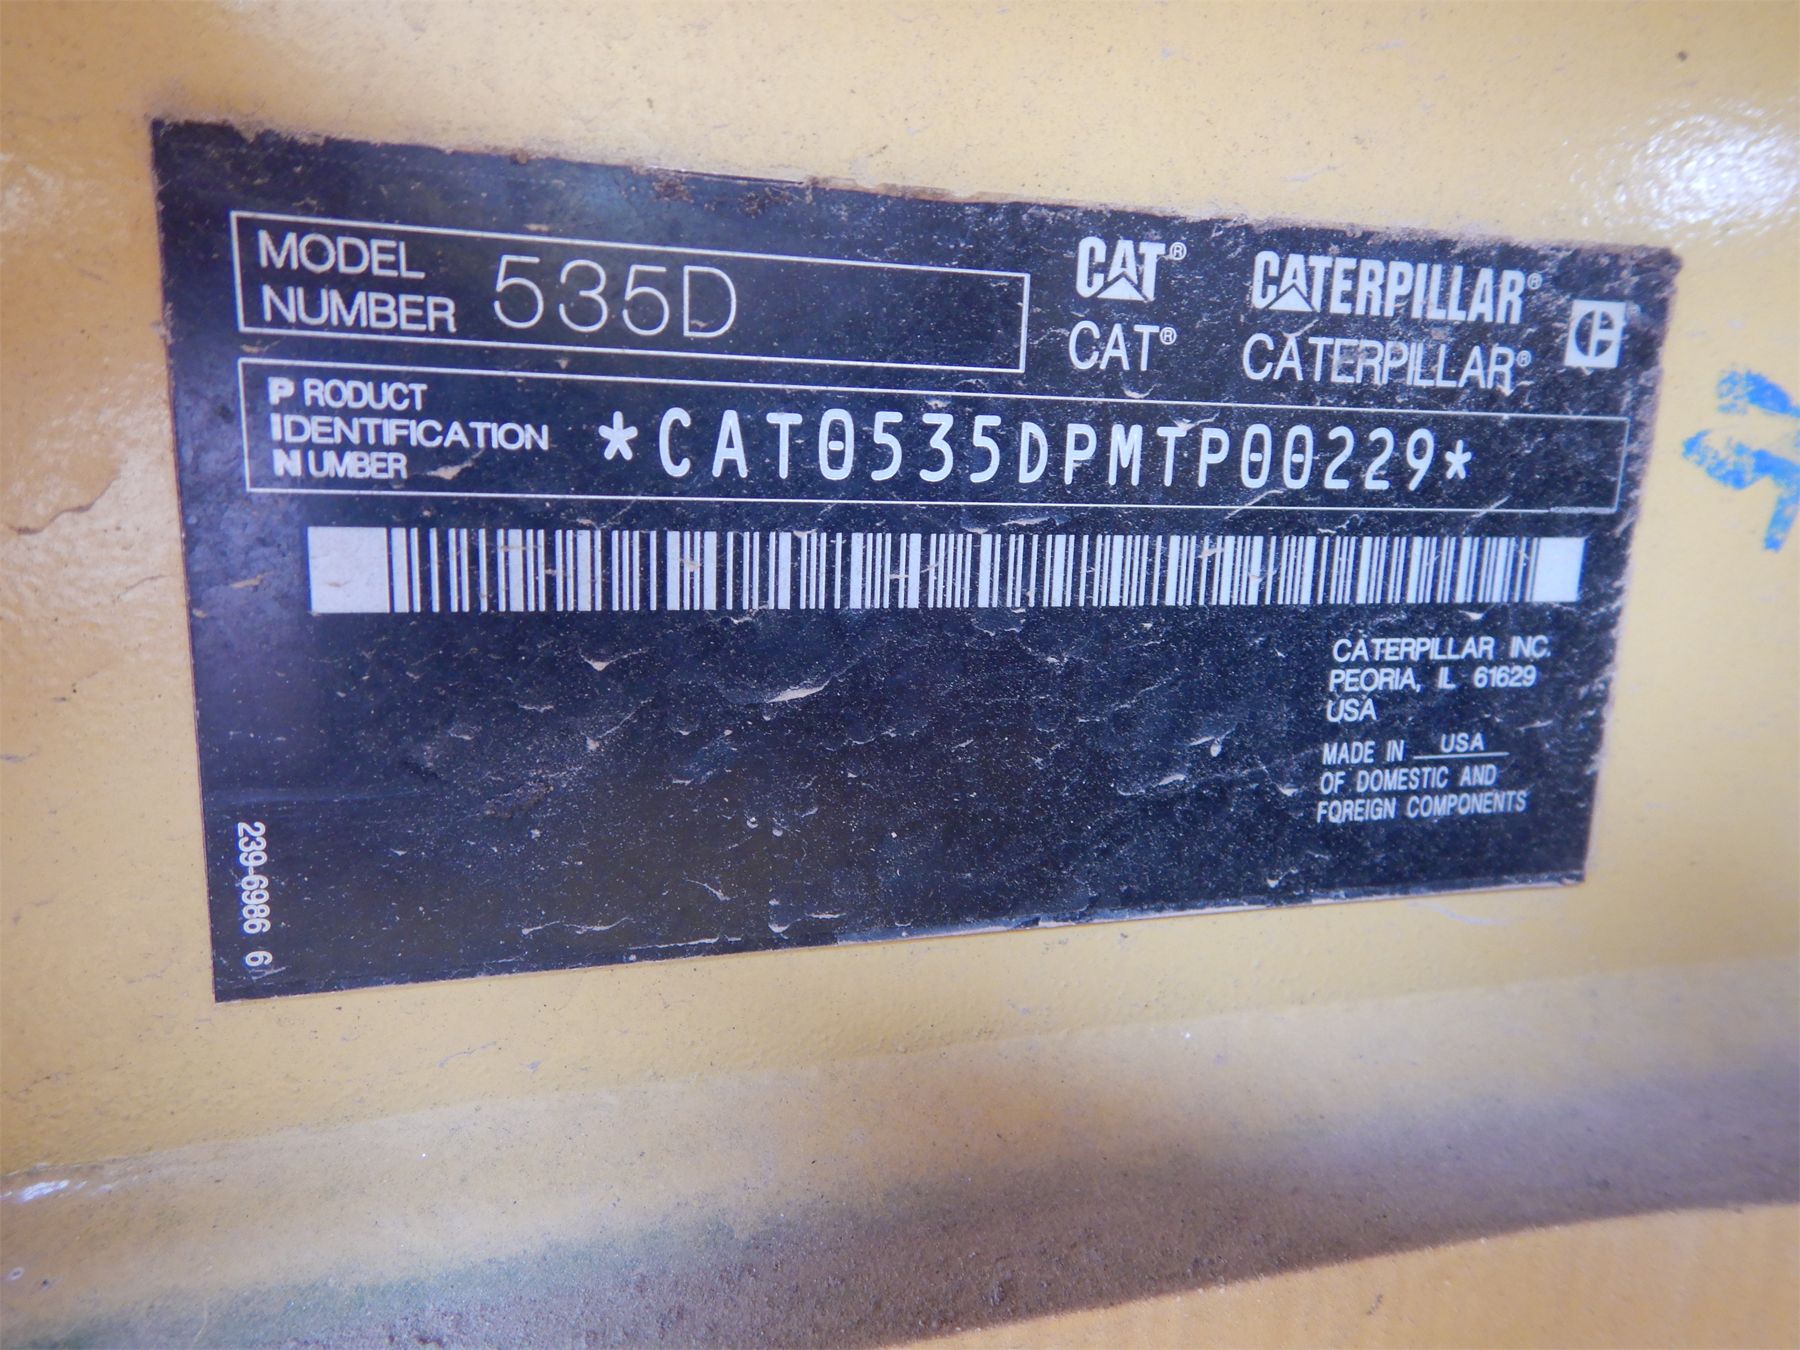 MODEL NUMBER 535D
CAT® CATERPILLAR®
CAT® CATERPILLAR®
PRODUCT
IDENTIFICATION
NUMBER
*CAT0535DPMTP00229*
CATERPILLAR INC.
PEORIA, IL 61629
USA
MADE IN USA
OF DOMESTIC AND
FOREIGN COMPONENTS
239-6986 6